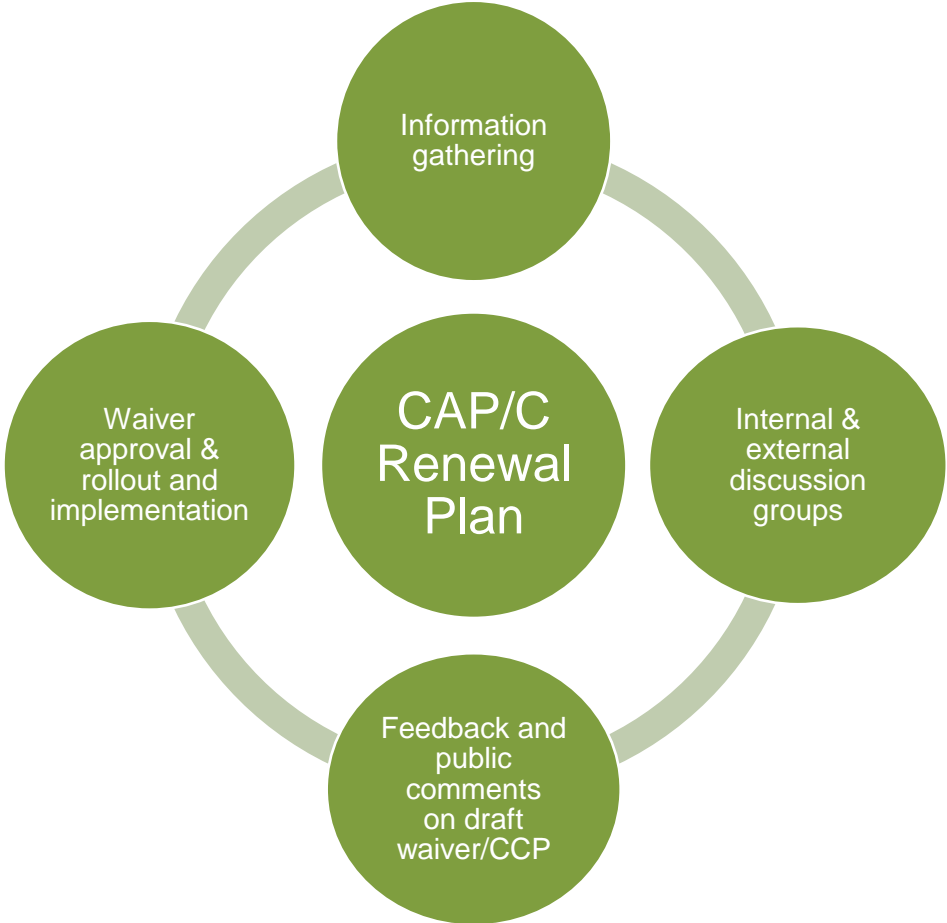 Information
gathering
Waiver
approval &
rollout and
implementation
CAP/C
Renewal
Plan
Internal &
external
discussion
groups
Feedback and
public
comments
on draft
waiver/CCP